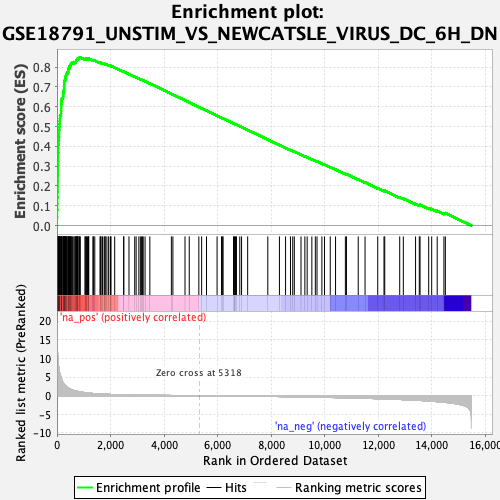 Enrichment plot:
GSE18791_UNSTIM_VS_NEWCATSLE_VIRUS_DC_6H_DN
Enrichment score (ES)
0.8
0.7
0.6
0.5
0.4
0.3
0.2
0.1
0.0
'na_pos' (positively correlated)
Ranked list metric (PreRanked)
20
15
10
5
0
-5
-10
Zero cross at 5318
'na_neg' (negatively correlated)
0 2,000 4,000 6,000 8,000 10,000 12,000 14,000 16,000
Rank in Ordered Dataset
Enrichment profile Hits Ranking metric scores